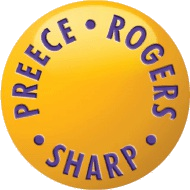 PREECE • ROGERS
• SHARP •